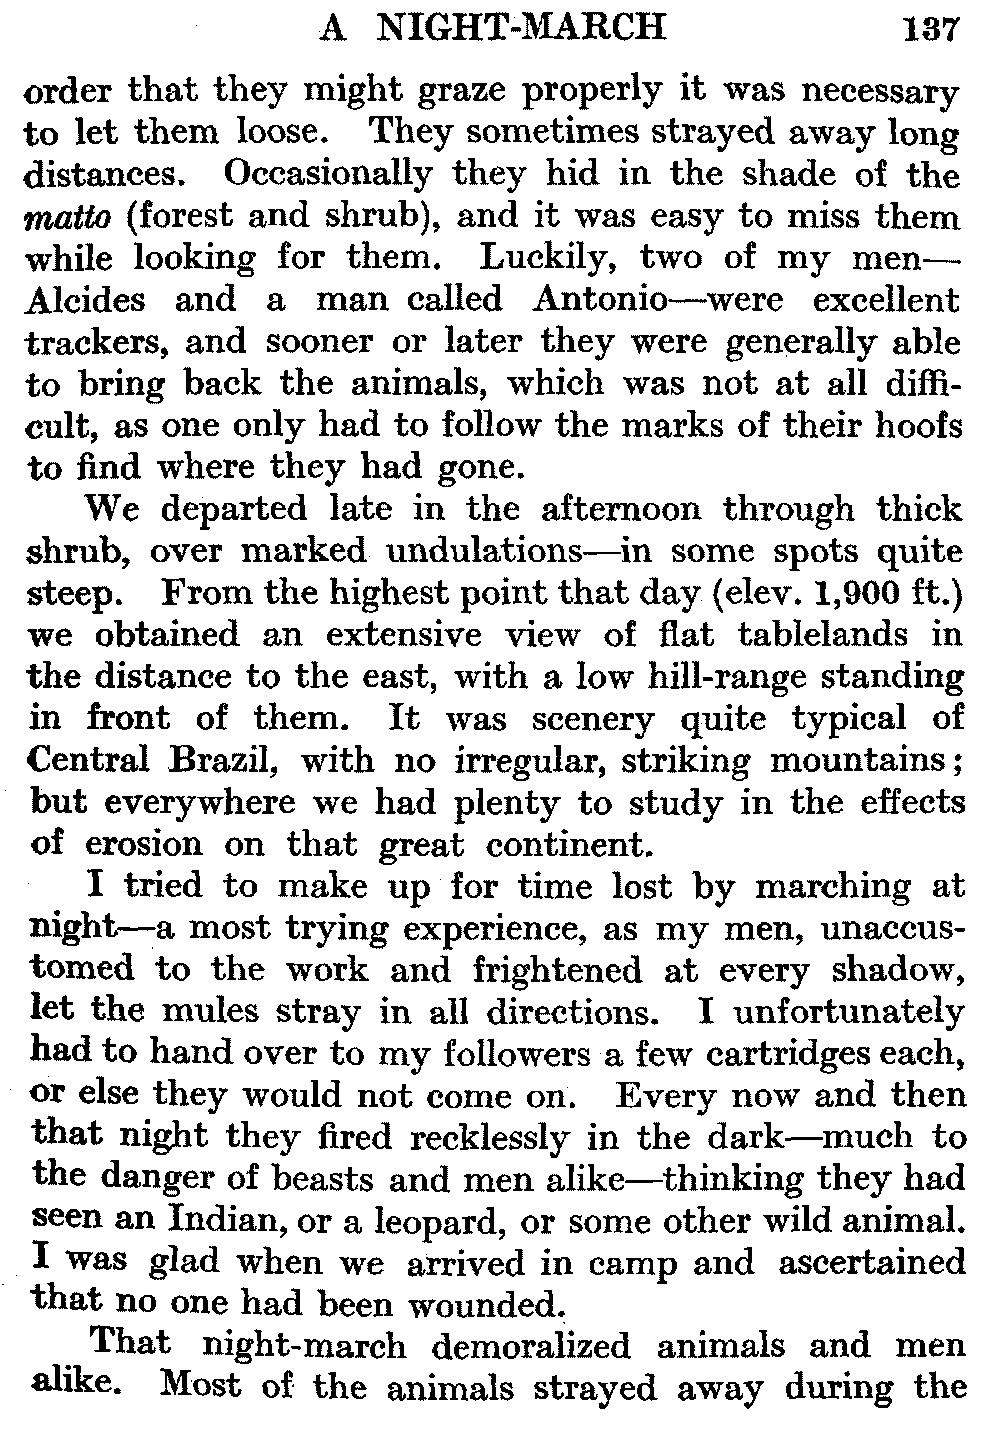 A NIGHT-MARCH 137
order that they might graze properly it was necessary
to let them loose. They sometimes strayed away long
distances. Occasionally they hid in the shade of the
matto (forest and shrub), and it was easy to miss them
while looking for them. Luckily, two of my men—
Alcides and a man called Antonio—were excellent
trackers, and sooner or later they were generally able
to bring back the animals, which was not at all diffi-
cult, as one only had to follow the marks of their hoofs
to find where they had gone.
We departed late in the afternoon through thick
shrub, over marked undulations—in some spots quite
steep. From the highest point that day (elev. 1,900 ft.)
we obtained an extensive view of flat tablelands in
the distance to the east, with a low hill-range standing
in front of them. It was scenery quite typical of
Central Brazil, with no irregular, striking mountains;
but everywhere we had plenty to study in the effects
of erosion on that great continent.
I tried to make up for time lost by marching at
night—a most trying experience, as my men, unaccus-
tomed to the work and frightened at every shadow,
let the mules stray in all directions. I unfortunately
had to hand over to my followers a few cartridges each,
or else they would not come on. Every now and then
that night they fired recklessly in the dark—much to
the danger of beasts and men alike—thinking they had
seen an Indian, or a leopard, or some other wild animal.
I was glad when we arrived in camp and ascertained
that no one had been wounded.
That night-march demoralized animals and men
alike. Most of the animals strayed away during the